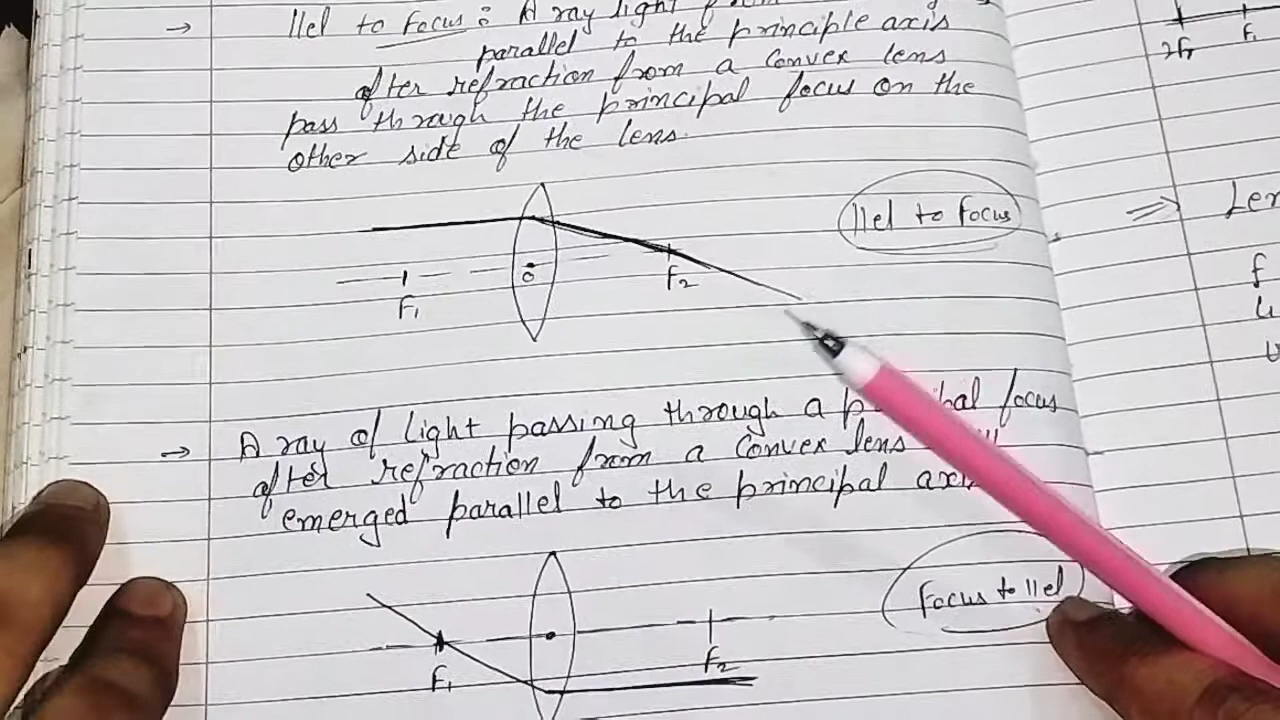 → llel to Focus : A ray light
parallel to the principle axis
after refraction from a convex lens
pass through the principal focus on the
other side of the lens.
llel to Focus
O
F1
F2
→ A ray of light passing through a focus
after refraction from a convex lens
emerged parallel to the principal
Focus to llel
F1
F2
2F1
F1
⇒
f
u